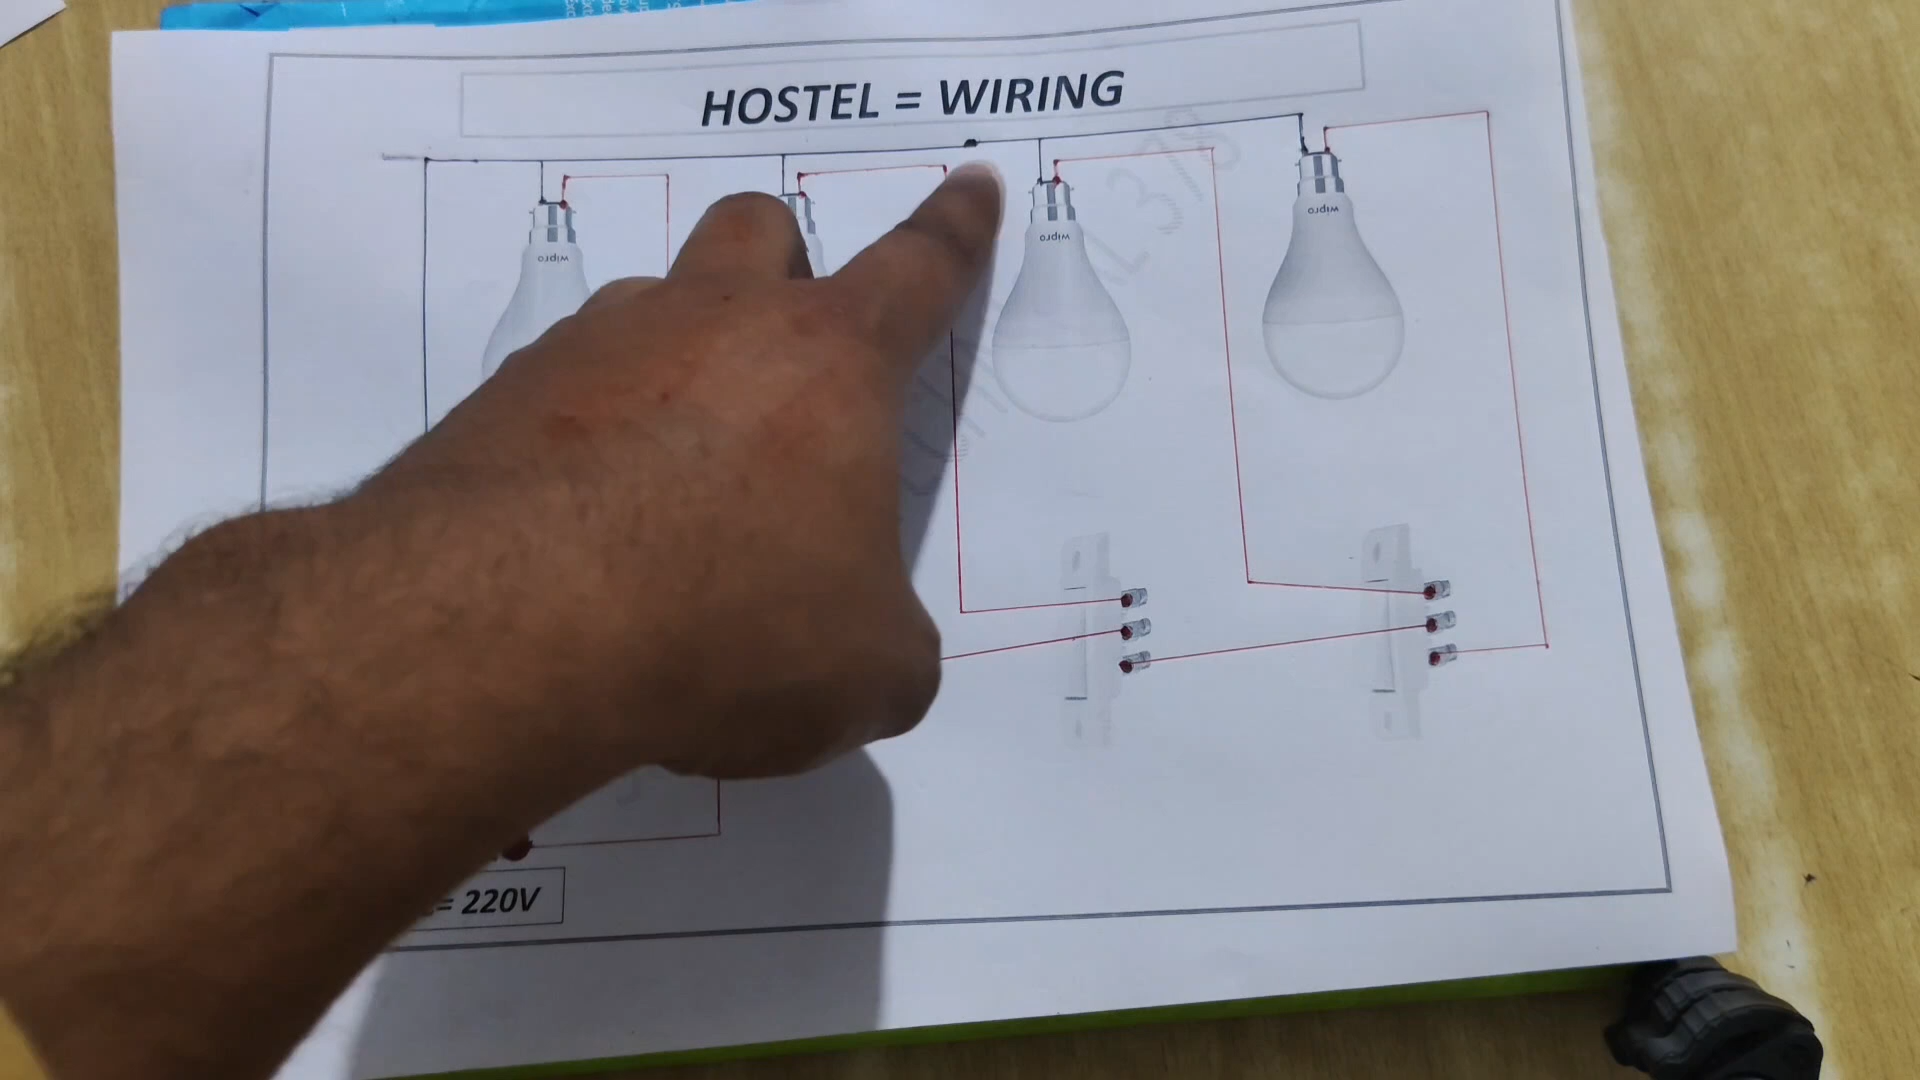 HOSTEL = WIRING
wipro
wipro
wipro
= 220V